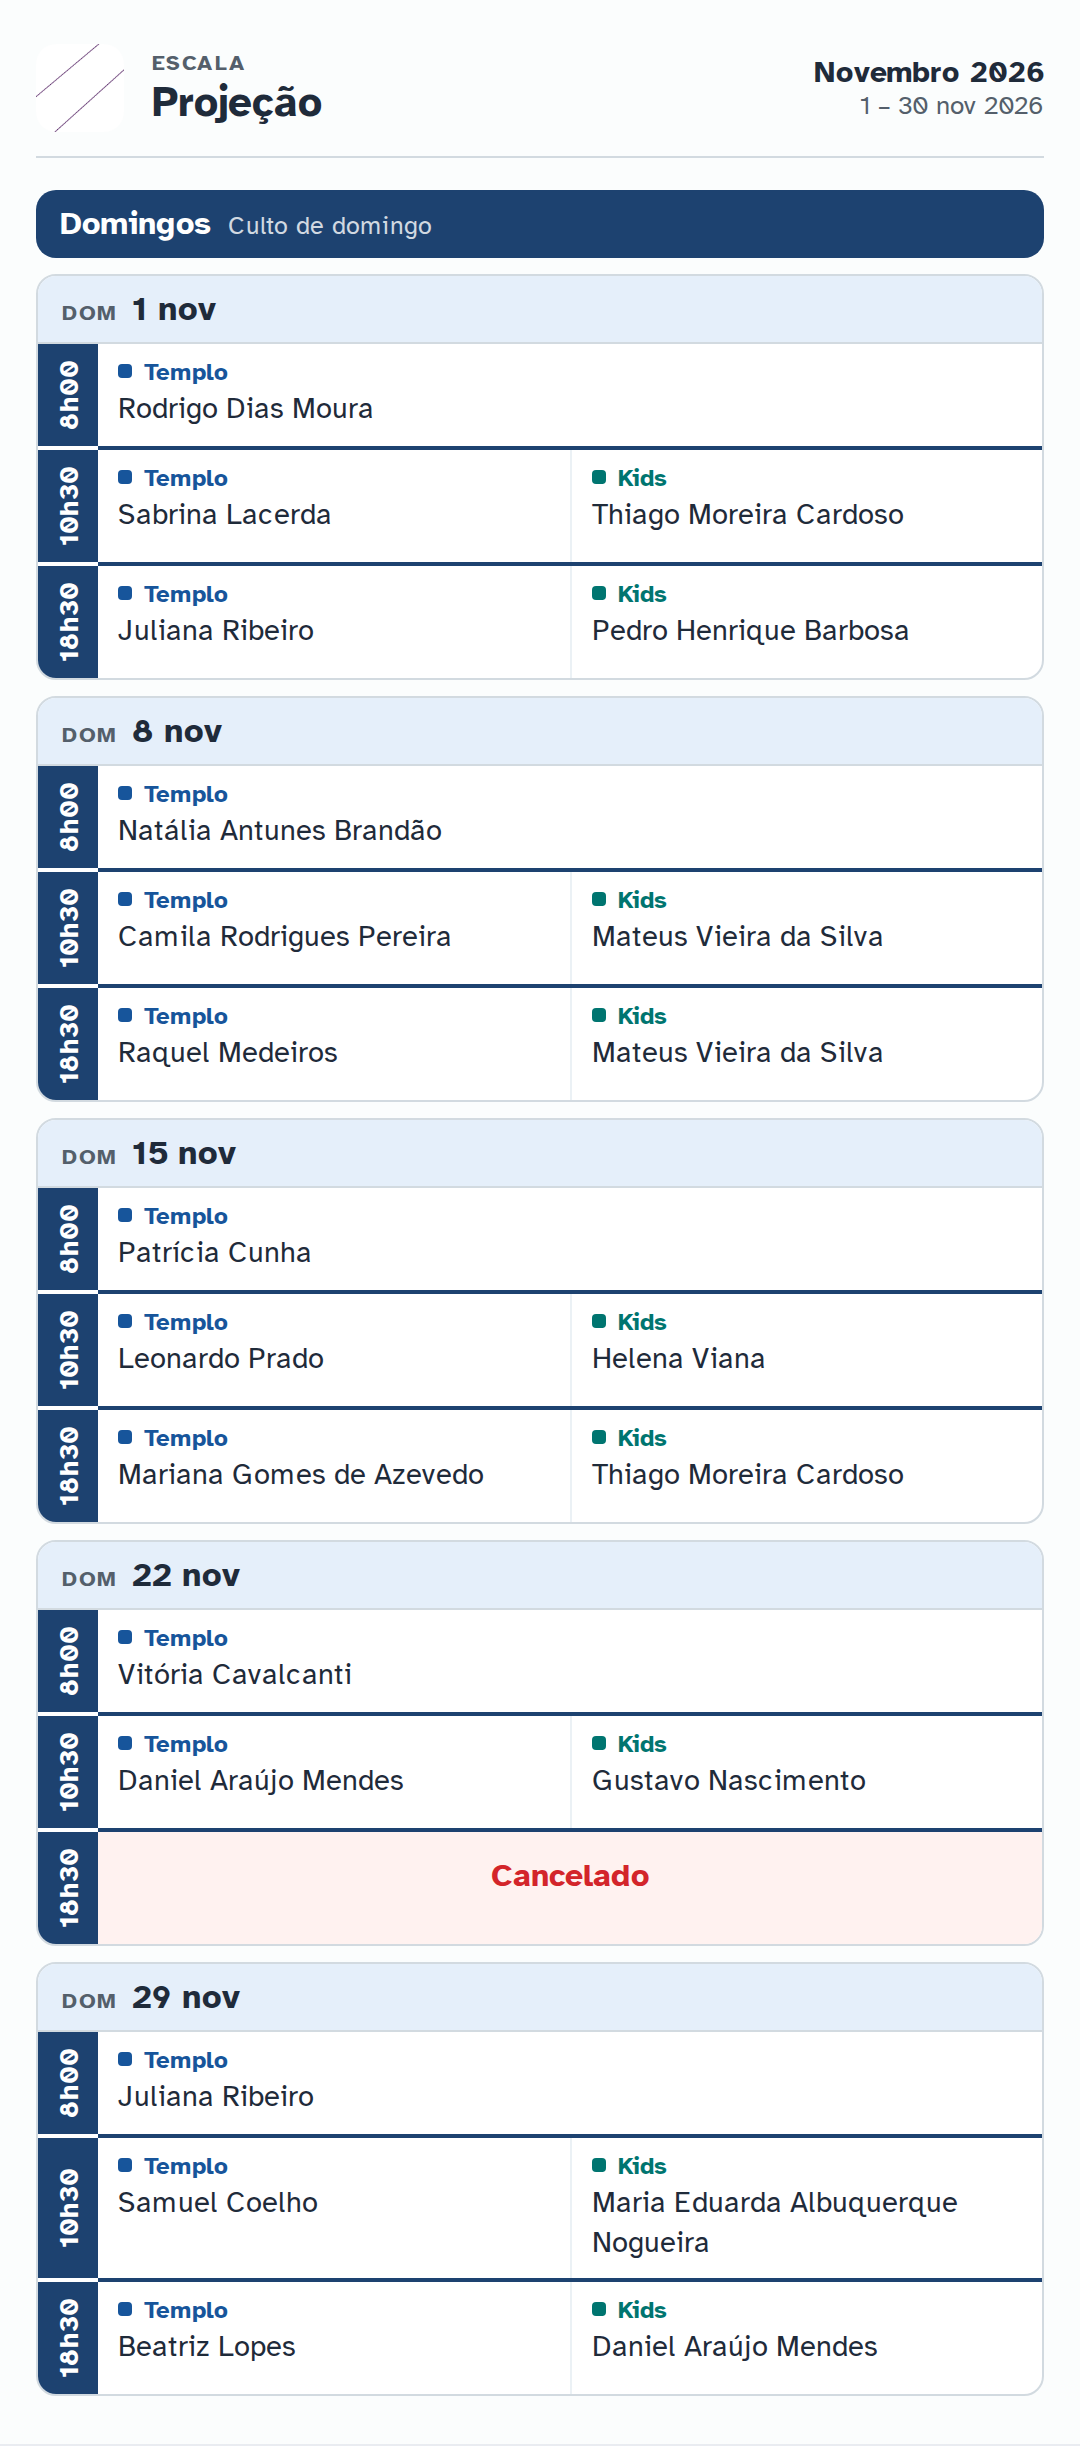 ESCALA
Projeção
Novembro 2026
1 – 30 nov 2026
Domingos Culto de domingo
DOM 1 nov
8h00
Templo
Rodrigo Dias Moura
10h30
Templo
Sabrina Lacerda
Kids
Thiago Moreira Cardoso
18h30
Templo
Juliana Ribeiro
Kids
Pedro Henrique Barbosa
DOM 8 nov
8h00
Templo
Natália Antunes Brandão
10h30
Templo
Camila Rodrigues Pereira
Kids
Mateus Vieira da Silva
18h30
Templo
Raquel Medeiros
Kids
Mateus Vieira da Silva
DOM 15 nov
8h00
Templo
Patrícia Cunha
10h30
Templo
Leonardo Prado
Kids
Helena Viana
18h30
Templo
Mariana Gomes de Azevedo
Kids
Thiago Moreira Cardoso
DOM 22 nov
8h00
Templo
Vitória Cavalcanti
10h30
Templo
Daniel Araújo Mendes
Kids
Gustavo Nascimento
18h30
Cancelado
DOM 29 nov
8h00
Templo
Juliana Ribeiro
10h30
Templo
Samuel Coelho
Kids
Maria Eduarda Albuquerque
Nogueira
18h30
Templo
Beatriz Lopes
Kids
Daniel Araújo Mendes